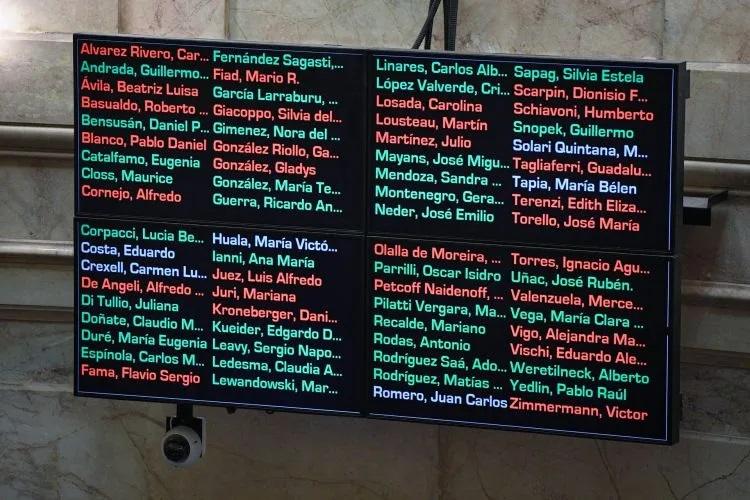 Alvarez Rivero, Car...
Andrada, Guillermo...
Ávila, Beatriz Luisa
Basualdo, Roberto ...
Bensusán, Daniel P...
Blanco, Pablo Daniel
Catalfamo, Eugenia
Closs, Maurice
Cornejo, Alfredo
Fernández Sagasti,...
Fiad, Mario R.
García Larraburu, ...
Giacoppo, Silvia del...
Gimenez, Nora del ...
González Riollo, Ga...
González, Gladys
González, María Te...
Guerra, Ricardo An...
Linares, Carlos Alb...
López Valverde, Cri...
Losada, Carolina
Lousteau, Martín
Martínez, Julio
Mayans, José Migu...
Mendoza, Sandra ...
Montenegro, Gera...
Neder, José Emilio
Sapag, Silvia Estela
Scarpin, Dionisio F...
Schiavoni, Humberto
Snopek, Guillermo
Solari Quintana, M...
Tagliaferri, Guadalu...
Tapia, María Bélen
Terenzi, Edith Eliza...
Torello, José María
Corpacci, Lucia Be...
Costa, Eduardo
Crexell, Carmen Lu...
De Angeli, Alfredo ...
Di Tullio, Juliana
Doñate, Claudio M...
Duré, María Eugenia
Espínola, Carlos M...
Fama, Flavio Sergio
Huala, María Victó...
Ianni, Ana María
Juez, Luis Alfredo
Juri, Mariana
Kroneberger, Dani...
Kueider, Edgardo D...
Leavy, Sergio Napo...
Ledesma, Claudia A...
Lewandowski, Mar...
Olalla de Moreira, ...
Parrilli, Oscar Isidro
Petcoff Naidenoff, ...
Pilatti Vergara, Ma...
Recalde, Mariano
Rodas, Antonio
Rodríguez Saá, Ado...
Rodríguez, Matías ...
Romero, Juan Carlos
Torres, Ignacio Agu...
Uñac, José Rubén.
Valenzuela, Merce...
Vega, María Clara ...
Vigo, Alejandra Ma...
Vischi, Eduardo Ale...
Weretilneck, Alberto
Yedlin, Pablo Raúl
Zimmermann, Victor